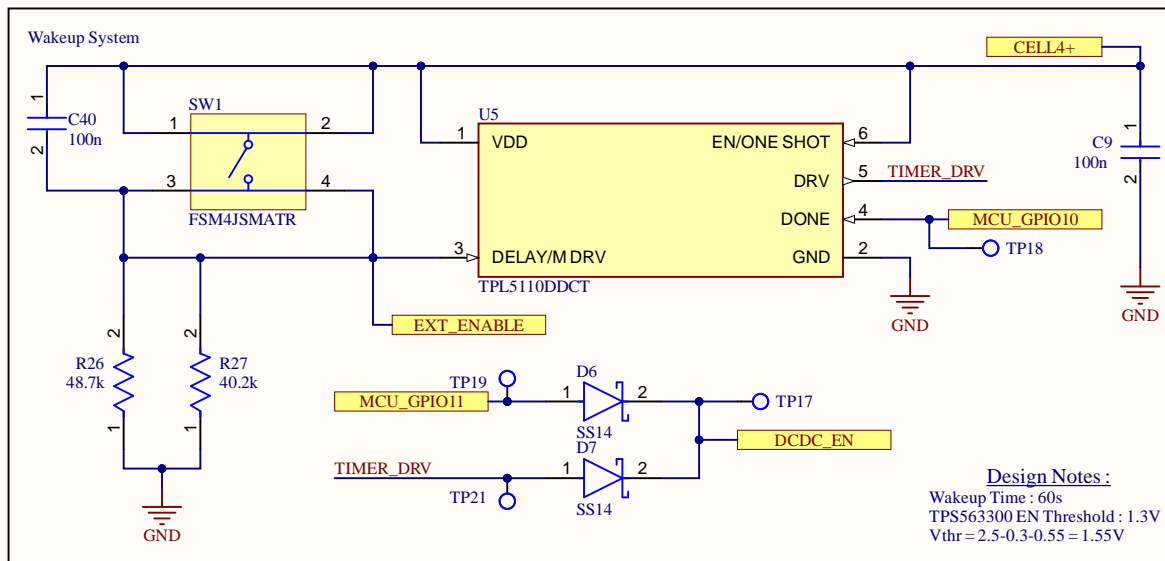 Wakeup System
CELL4+
1
C40
100n
2
SW1
1
2
3
4
FSM4JSMATR
U5
1
VDD
EN/ONE SHOT
6
DRV
5
TIMER_DRV
DONE
4
MCU_GPIO10
TP18
3
DELAY/M DRV
GND
2
TPL5110DDCT
GND
1
C9
100n
2
GND
EXT_ENABLE
2
R26
48.7k
1
2
R27
40.2k
1
GND
TP19
MCU_GPIO11
1
D6
2
SS14
TP17
DCDC_EN
TIMER_DRV
TP21
1
D7
2
SS14
Design Notes :
Wakeup Time : 60s
TPS563300 EN Threshold : 1.3V
Vthr = 2.5-0.3-0.55 = 1.55V